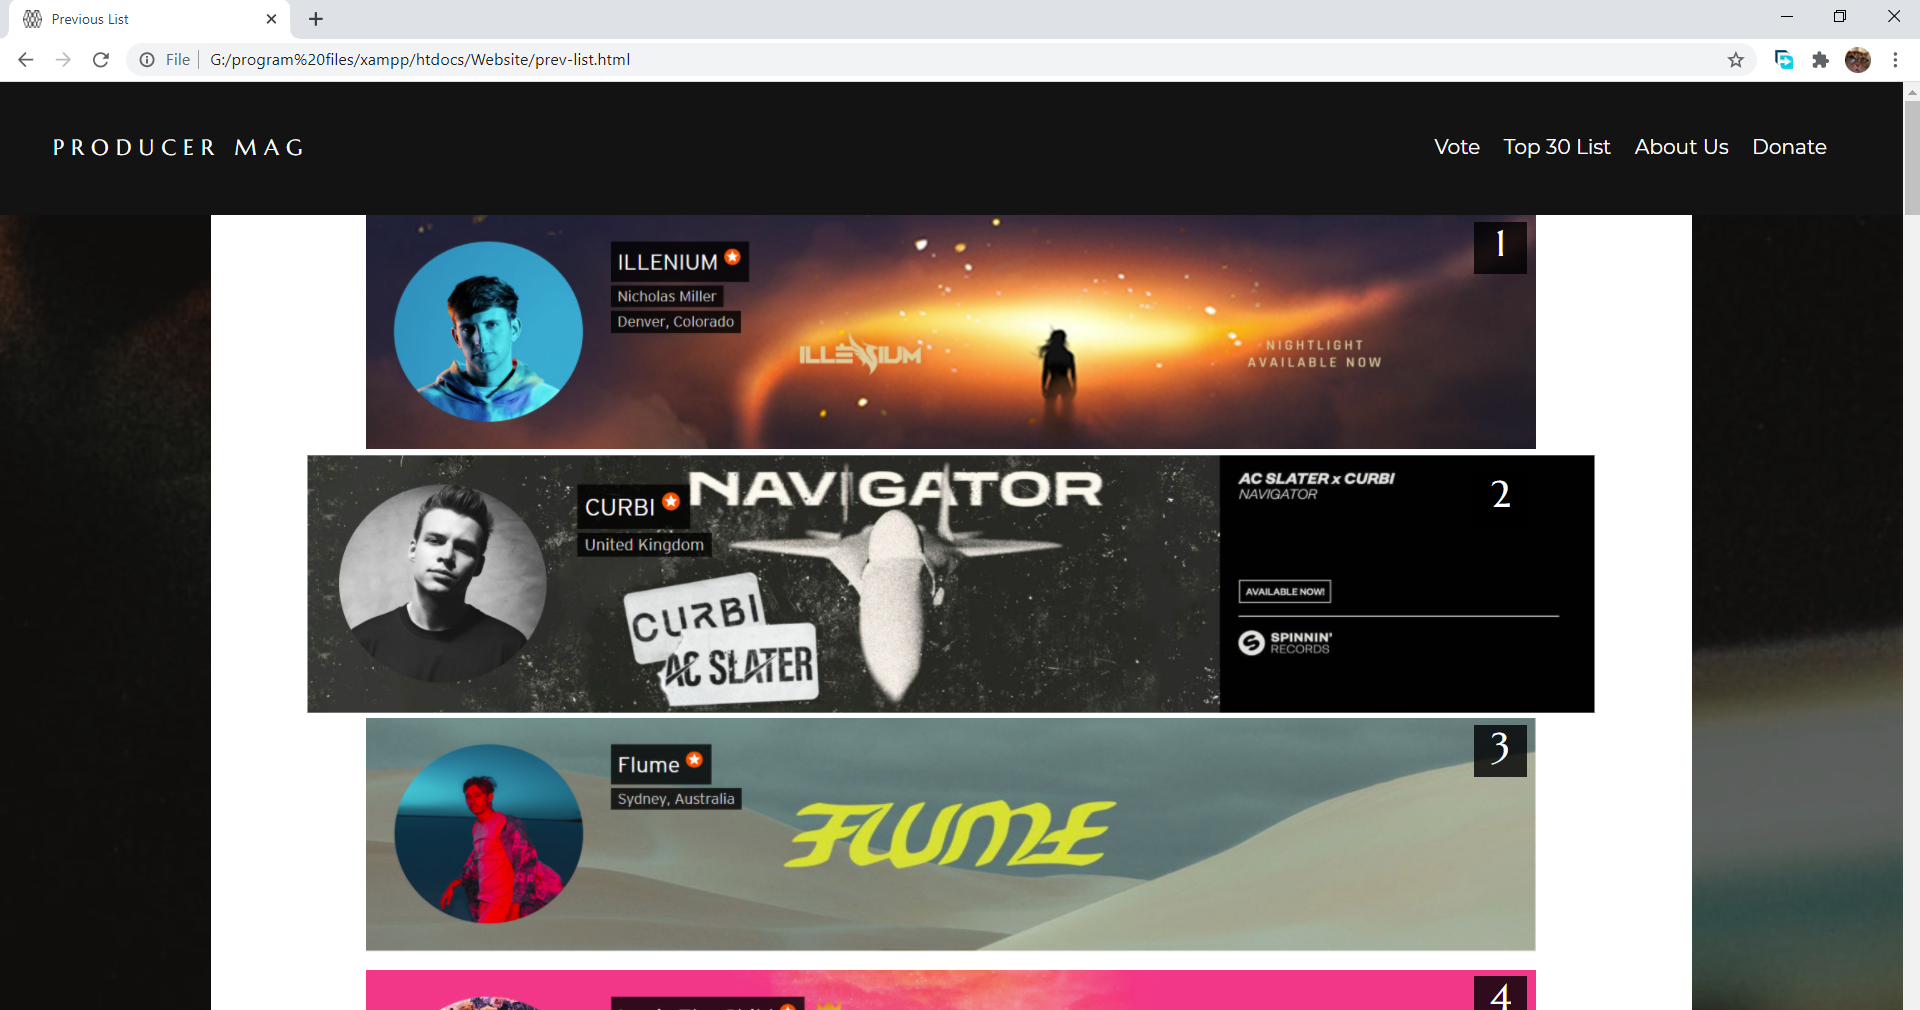 Previous List
File
G:/program%20files/xampp/htdocs/Website/prev-list.html
PRODUCER MAG
Vote
Top 30 List
About Us
Donate
ILLENIUM
Nicholas Miller
Denver, Colorado
ILLENIUM
NIGHTLIGHT
AVAILABLE NOW
1
CURBI
United Kingdom
NAVIGATOR
CURBI
AC SLATER
AC SLATER x CURBI
NAVIGATOR
2
AVAILABLE NOW!
SPINNIN'
RECORDS
Flume
Sydney, Australia
FLUME
3
4